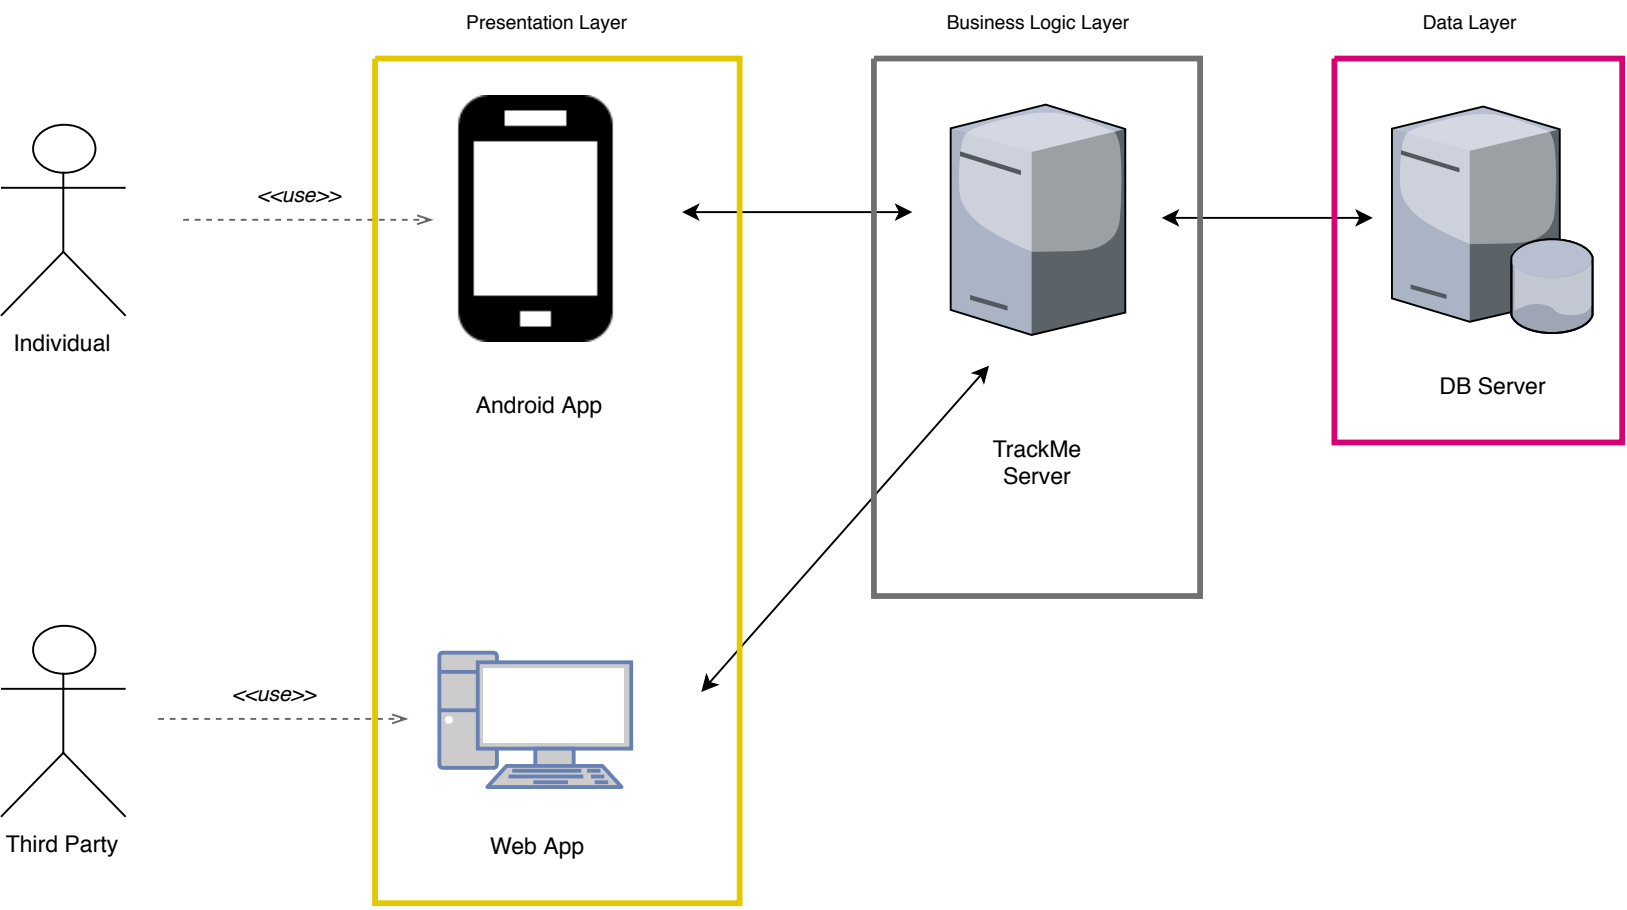 Presentation Layer
Business Logic Layer
Data Layer
<<use>>
Individual
Android App
DB Server
TrackMe
Server
<<use>>
Third Party
Web App